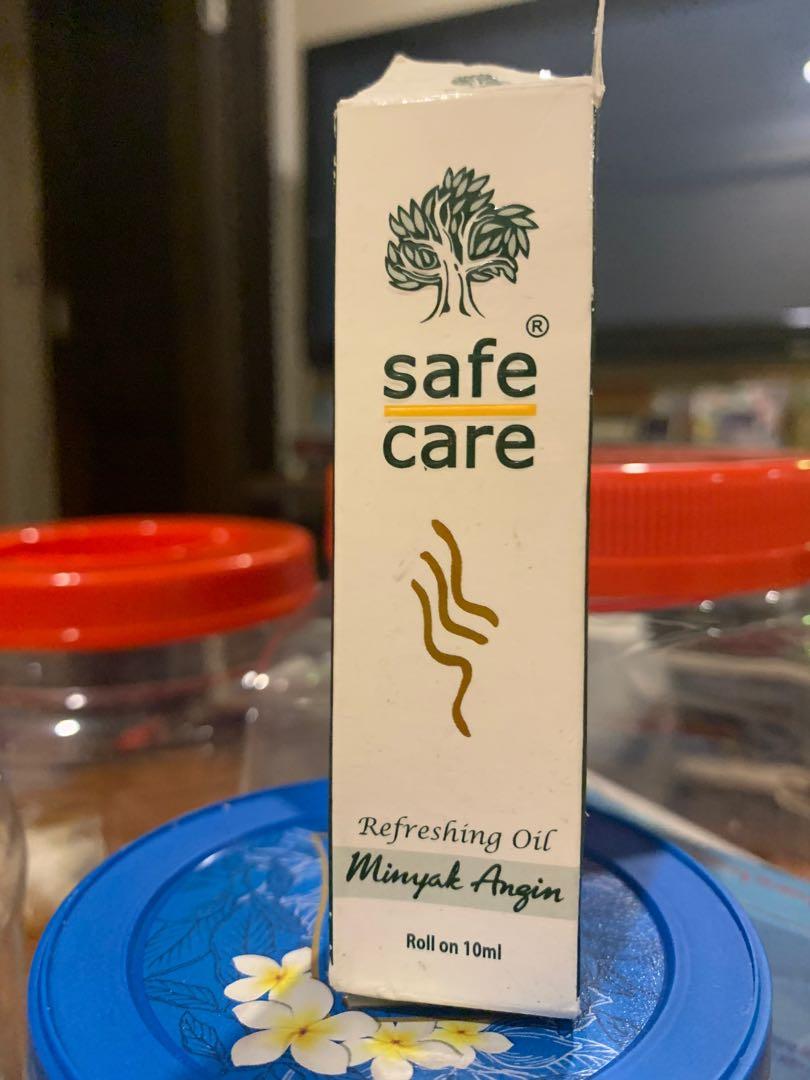 ®
safe
care
Refreshing Oil
Minyak Angin
Roll on 10ml